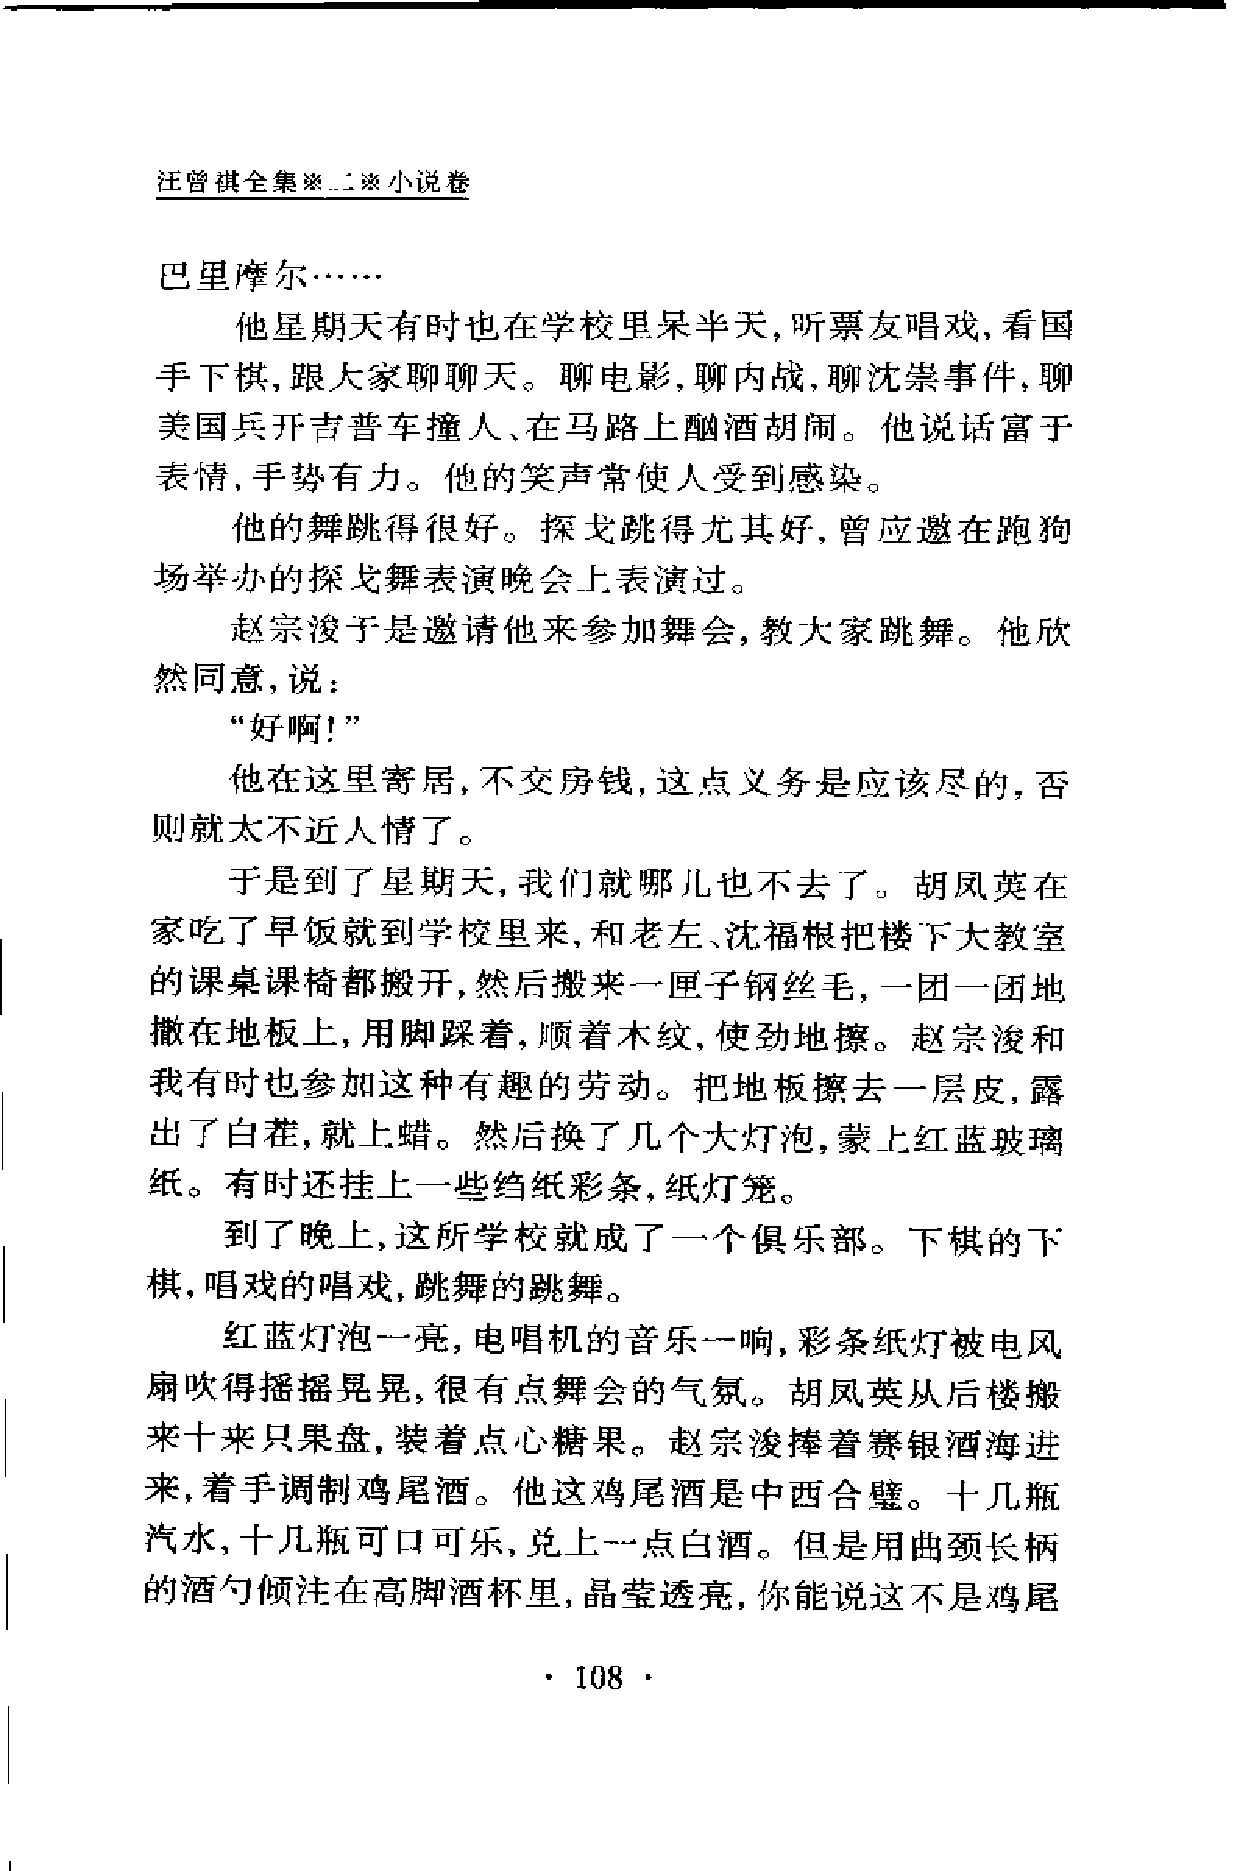 汪曾祺全集※二※小说卷
巴里摩尔……
他星期天有时也在学校里呆半天,听票友唱戏,看国
手下棋,跟大家聊聊天。聊电影,聊内战,聊沈崇事件,聊
美国兵开吉普车撞人、在马路上酗酒胡闹。他说话富于
表情,手势有力。他的笑声常使人受到感染。
他的舞跳得很好。探戈跳得尤其好,曾应邀在跑狗
场举办的探戈舞表演晚会上表演过。
赵宗浚于是邀请他来参加舞会,教大家跳舞。他欣
然同意,说:
“好啊!”
他在这里寄居,不交房钱,这点义务是应该尽的,否
则就太不近人情了。
于是到了星期天,我们就哪儿也不去了。胡凤英在
家吃了早饭就到学校里来,和老左、沈福根把楼下大教室
的课桌课椅都搬开,然后搬来一匣子钢丝毛,一团一团地
撒在地板上,用脚踩着,顺着木纹,使劲地擦。赵宗浚和
我有时也参加这种有趣的劳动。把地板擦去一层皮,露
出了白茬,就上蜡。然后换了几个大灯泡,蒙上红蓝玻璃
纸。有时还挂上一些绉纸彩条,纸灯笼。
到了晚上,这所学校就成了一个俱乐部。下棋的下
棋,唱戏的唱戏,跳舞的跳舞。
红蓝灯泡一亮,电唱机的音乐一响,彩条纸灯被电风
扇吹得摇摇晃晃,很有点舞会的气氛。胡凤英从后楼搬
来十来只果盘,装着点心糖果。赵宗浚捧着赛银酒海进
来,着手调制鸡尾酒。他这鸡尾酒是中西合璧。十几瓶
汽水,十几瓶可口可乐,兑上一点白酒。但是用曲颈长柄
的酒勺倾注在高脚酒杯里,晶莹透亮,你能说这不是鸡尾
· 108 ·